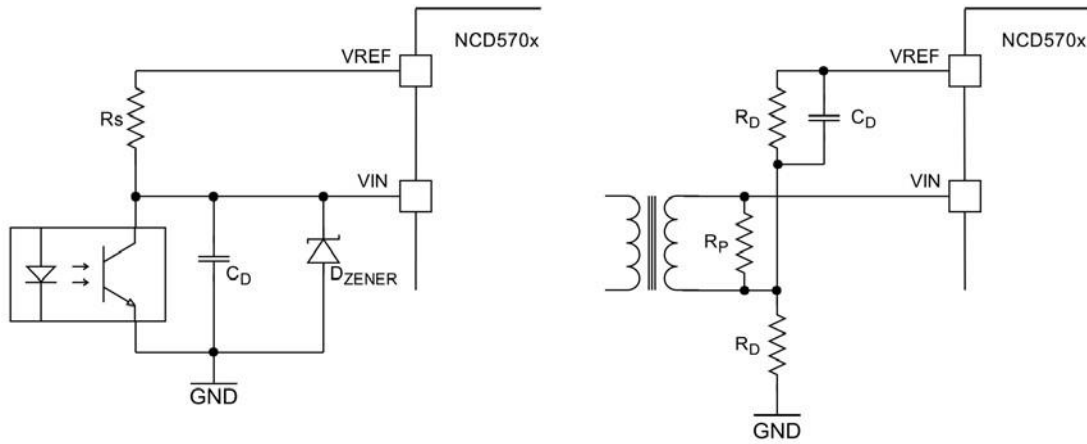 NCD570x
VREF
Rs
VIN
CD
DZENER
GND
NCD570x
VREF
RD
CD
VIN
RP
RD
GND